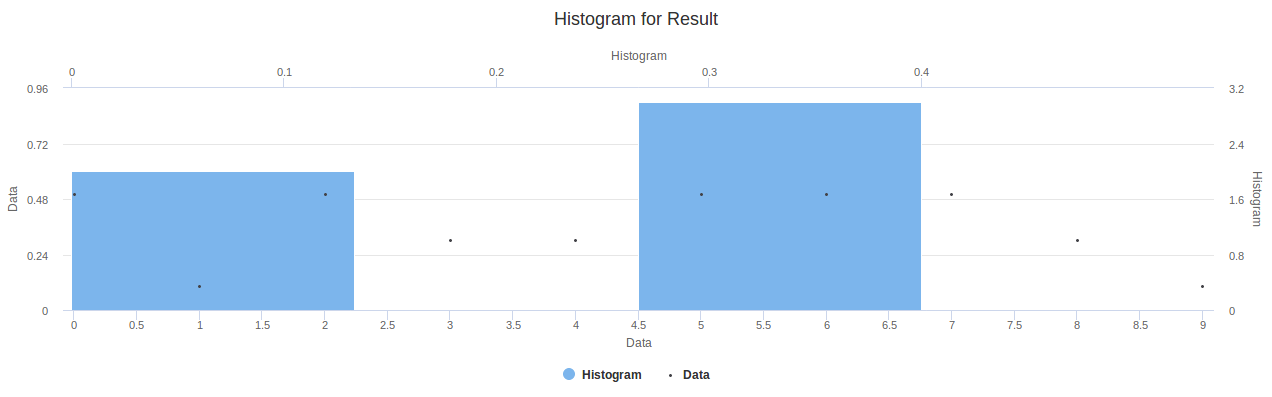 Histogram for Result
Histogram
0 0.1 0.2 0.3 0.4
0.96 3.2
0.72 2.4
0.48 1.6
0.24 0.8
0 0
Data
Histogram
0 0.5 1 1.5 2 2.5 3 3.5 4 4.5 5 5.5 6 6.5 7 7.5 8 8.5 9
Data
Histogram Data